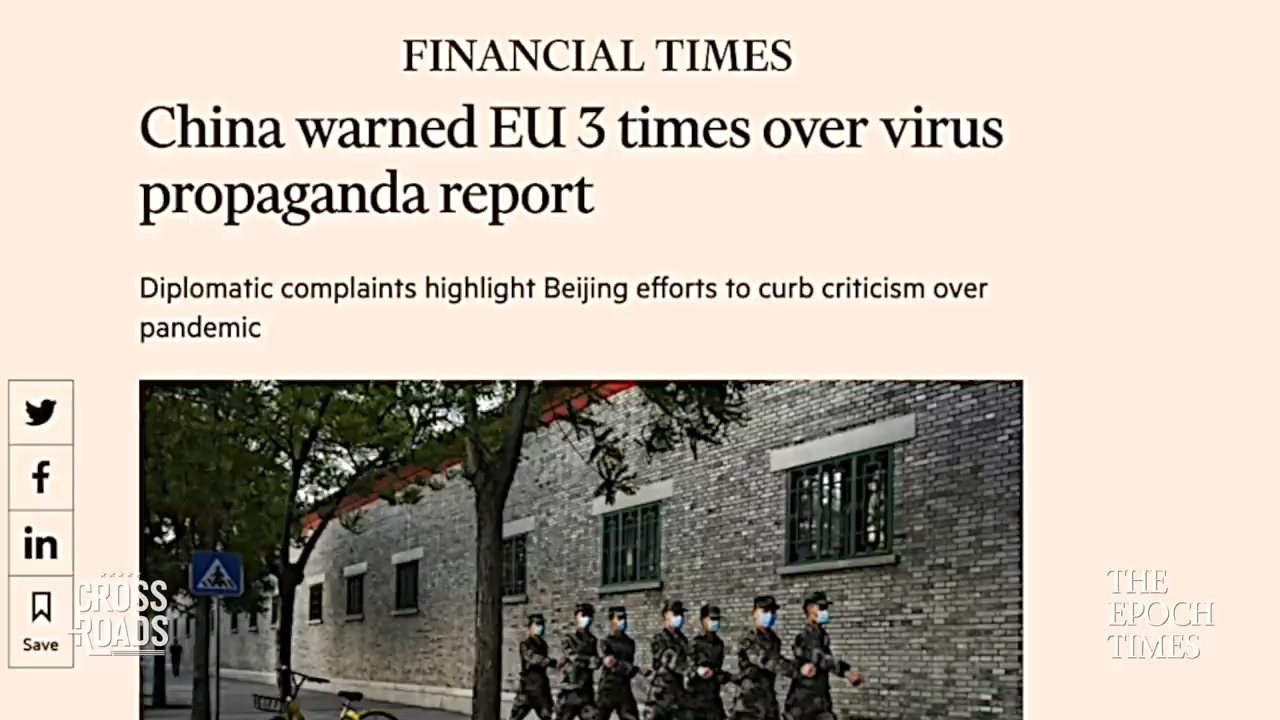 FINANCIAL TIMES
China warned EU 3 times over virus
propaganda report
Diplomatic complaints highlight Beijing efforts to curb criticism over
pandemic
in
Save
CROSS
ROADS
THE
EPOCH
TIMES